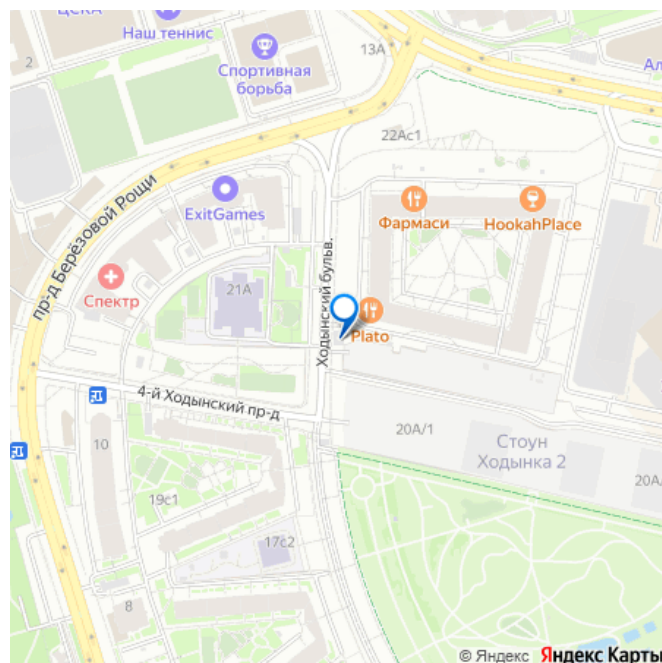 ЦСКА
Наш теннис
2
13А
Спортивная
борьба
Ал
22Ас1
пр-д Берёзовой Рощи
ExitGames
Ходынский бульв.
Фармаси
HookahPlace
Спектр
21А
Plato
4-й Ходынский пр-д
10
20А/1
Стоун
Ходынка 2
20А/
19с1
17с2
8
© Яндекс Яндекс Карты